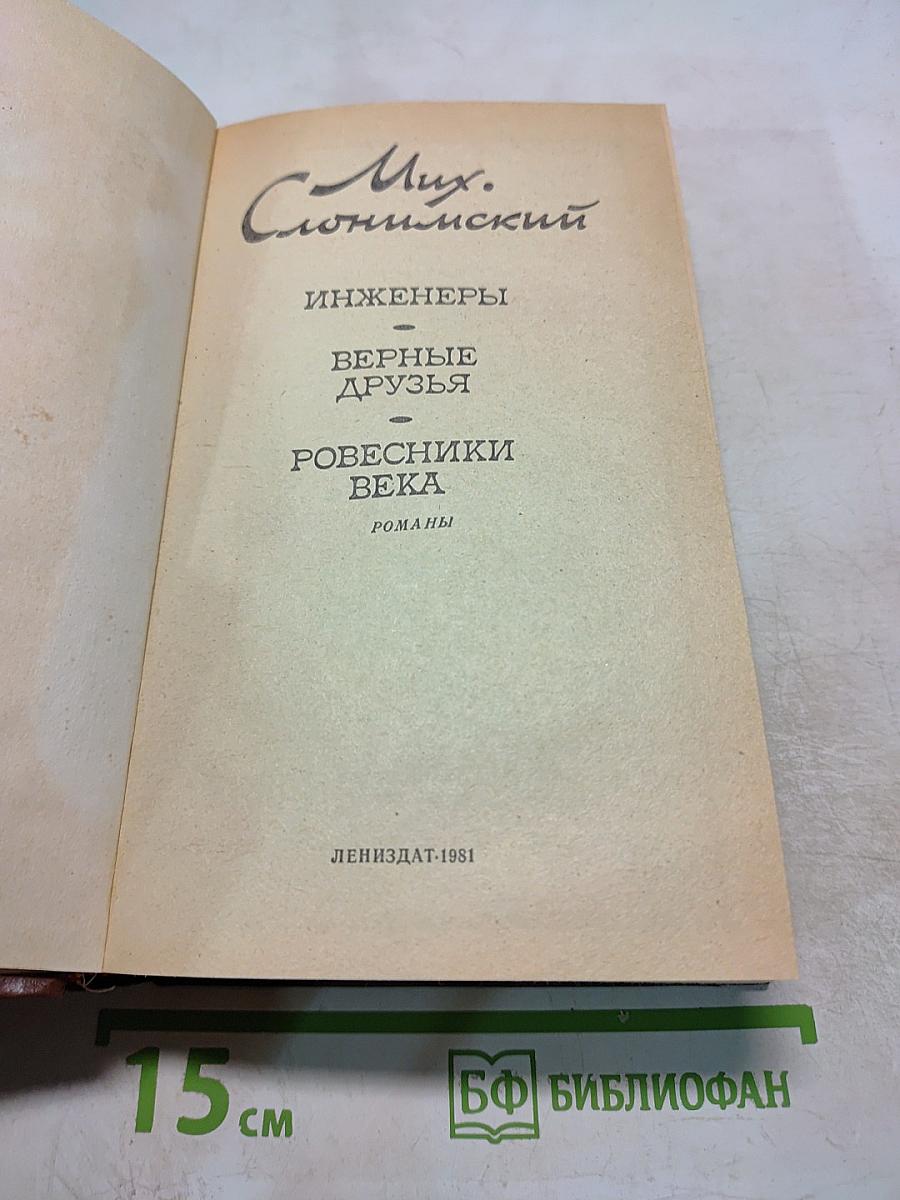 Мих.
Слонимский
ИНЖЕНЕРЫ
ВЕРНЫЕ
ДРУЗЬЯ
РОВЕСНИКИ
ВЕКА
РОМАНЫ
ЛЕНИЗДАТ·1981
15 см
БФ БИБЛИОФАН